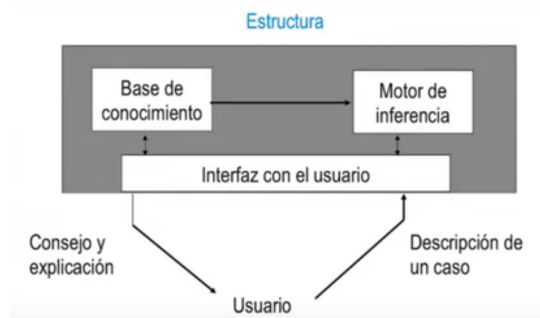 Estructura
Base de
conocimiento
Motor de
inferencia
Interfaz con el usuario
Consejo y
explicación
Descripción de
un caso
Usuario